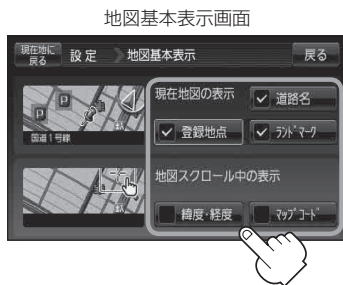 地図基本表示画面
現在地に戻る 設定 地図基本表示 戻る
現在地図の表示 道路名
登録地点 ﾗﾝﾄﾞﾏｰｸ
P P
国道1号線
地図スクロール中の表示
緯度・経度 ﾏｯﾌﾟｺｰﾄﾞ